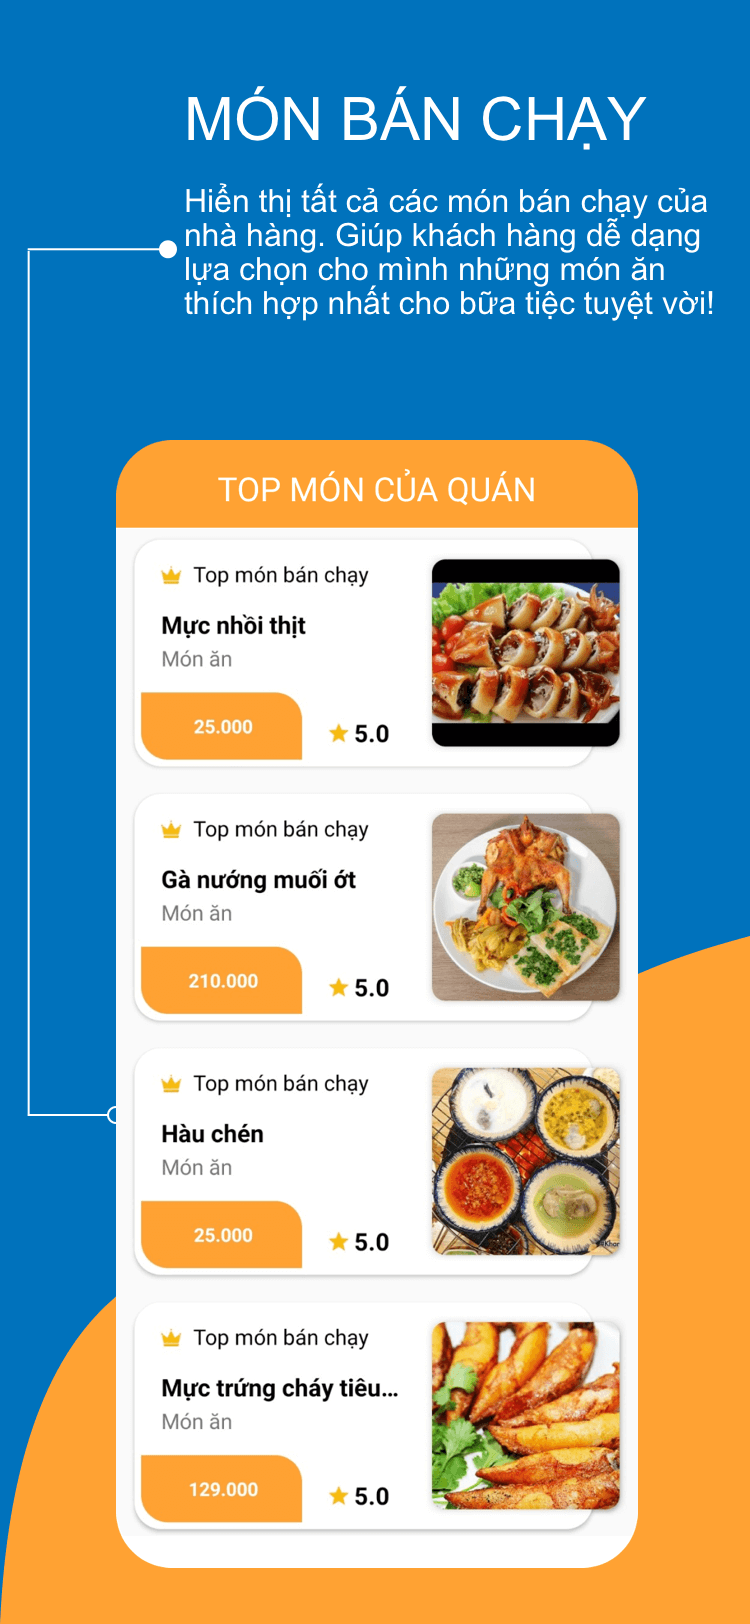 MÓN BÁN CHẠY
Hiển thị tất cả các món bán chạy của
nhà hàng. Giúp khách hàng dễ dạng
lựa chọn cho mình những món ăn
thích hợp nhất cho bữa tiệc tuyệt vời!
TOP MÓN CỦA QUÁN
Top món bán chạy
Mực nhồi thịt
Món ăn
25.000
5.0
Top món bán chạy
Gà nướng muối ớt
Món ăn
210.000
5.0
Top món bán chạy
Hàu chén
Món ăn
25.000
5.0
Top món bán chạy
Mực trứng cháy tiêu...
Món ăn
129.000
5.0